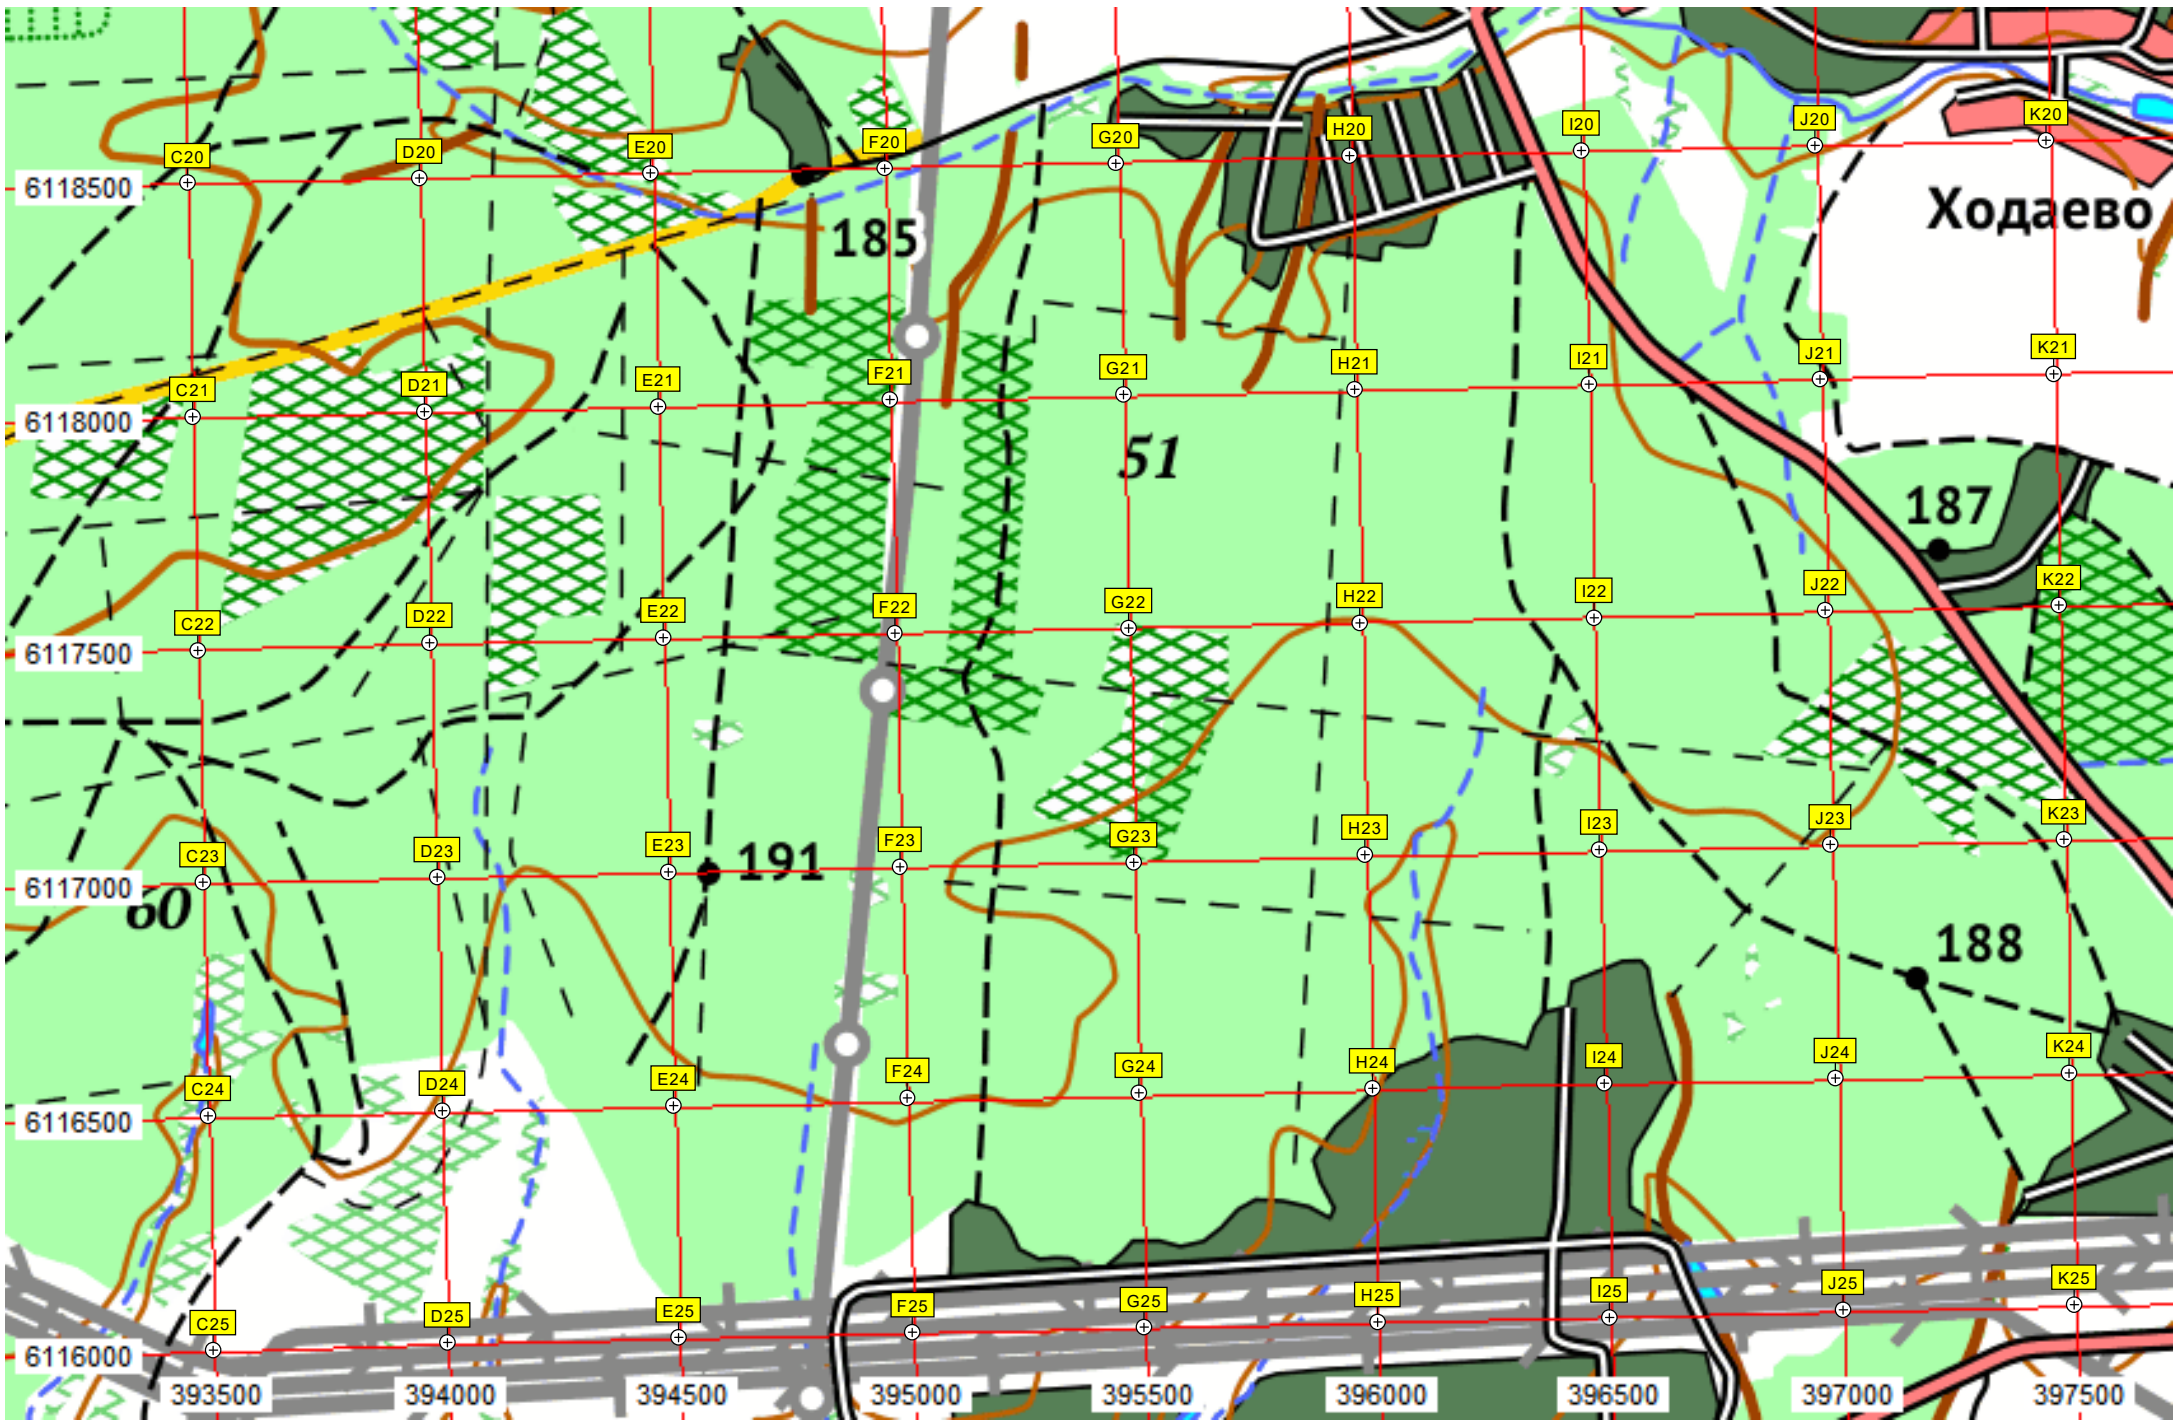 C20 D20 E20 F20 G20 H20 I20 J20 K20
6118500
185
Ходаево
C21 D21 E21 F21 G21 H21 I21 J21 K21
6118000
51
187
C22 D22 E22 F22 G22 H22 I22 J22 K22
6117500
C23 D23 E23 F23 G23 H23 I23 J23 K23
191
6117000
60
188
C24 D24 E24 F24 G24 H24 I24 J24 K24
6116500
C25 D25 E25 F25 G25 H25 I25 J25 K25
6116000
393500 394000 394500 395000 395500 396000 396500 397000 397500